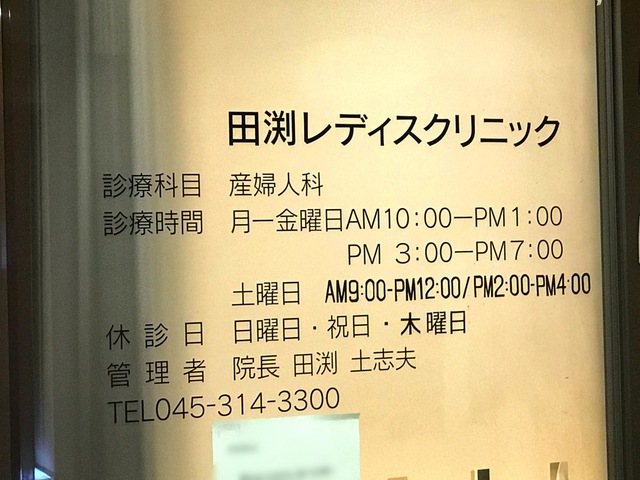 田渕レディスクリニック
診療科目 産婦人科
診療時間 月ー金曜日AM10:00ーPM1:00
PM 3:00ーPM7:00
土曜日 AM9:00-PM12:00/PM2:00-PM4:00
休診日 日曜日・祝日・木曜日
管理者 院長 田渕 士志夫
TEL045-314-3300